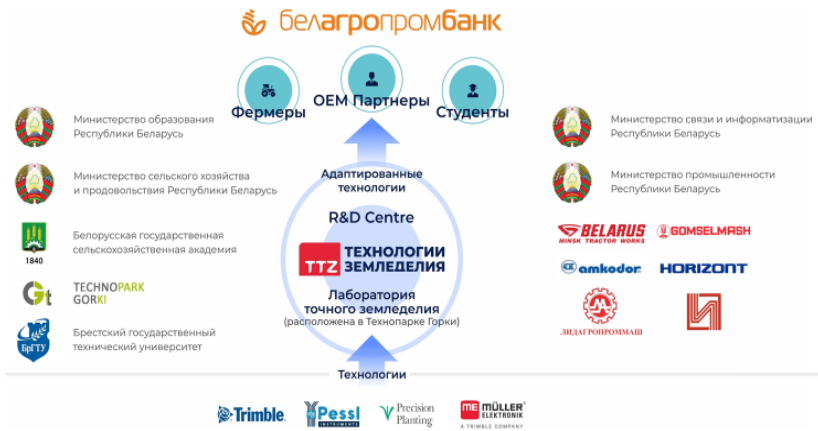 белагропромбанк
Фермеры
ОЕМ Партнеры
Студенты
Министерство образования
Республики Беларусь
Министерство сельского хозяйства
и продовольствия Республики Беларусь
1840
Белорусская государственная
сельскохозяйственная академия
Gt
TECHNOPARK
GORKI
БрГТУ
Брестский государственный
технический университет
Адаптированные
технологии
R&D Centre
TTZ
ТЕХНОЛОГИИ
ЗЕМЛЕДЕЛИЯ
Лаборатория
точного земледелия
(расположена в Технопарке Горки)
Технологии
Министерство связи и информатизации
Республики Беларусь
Министерство промышленности
Республики Беларусь
BELARUS
MINSK TRACTOR WORKS
GOMSELMASH
amkodor
HORIZONT
ЛИДАГРОПРОММАШ
Trimble
Pessl
INSTRUMENTS
Precision
Planting
ME MÜLLER
ELEKTRONIK
A TRIMBLE COMPANY